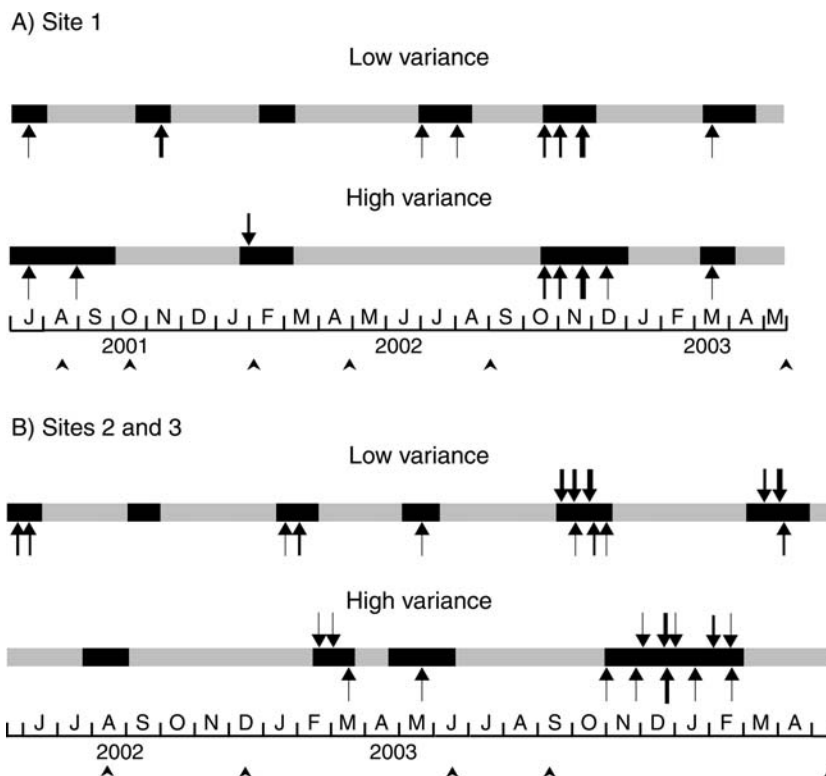 A) Site 1
Low variance
High variance
J A S O N D J F M A M J J A S O N D J F M A M
2001 2002 2003
B) Sites 2 and 3
Low variance
High variance
J J A S O N D J F M A M J J A S O N D J F M A
2002 2003